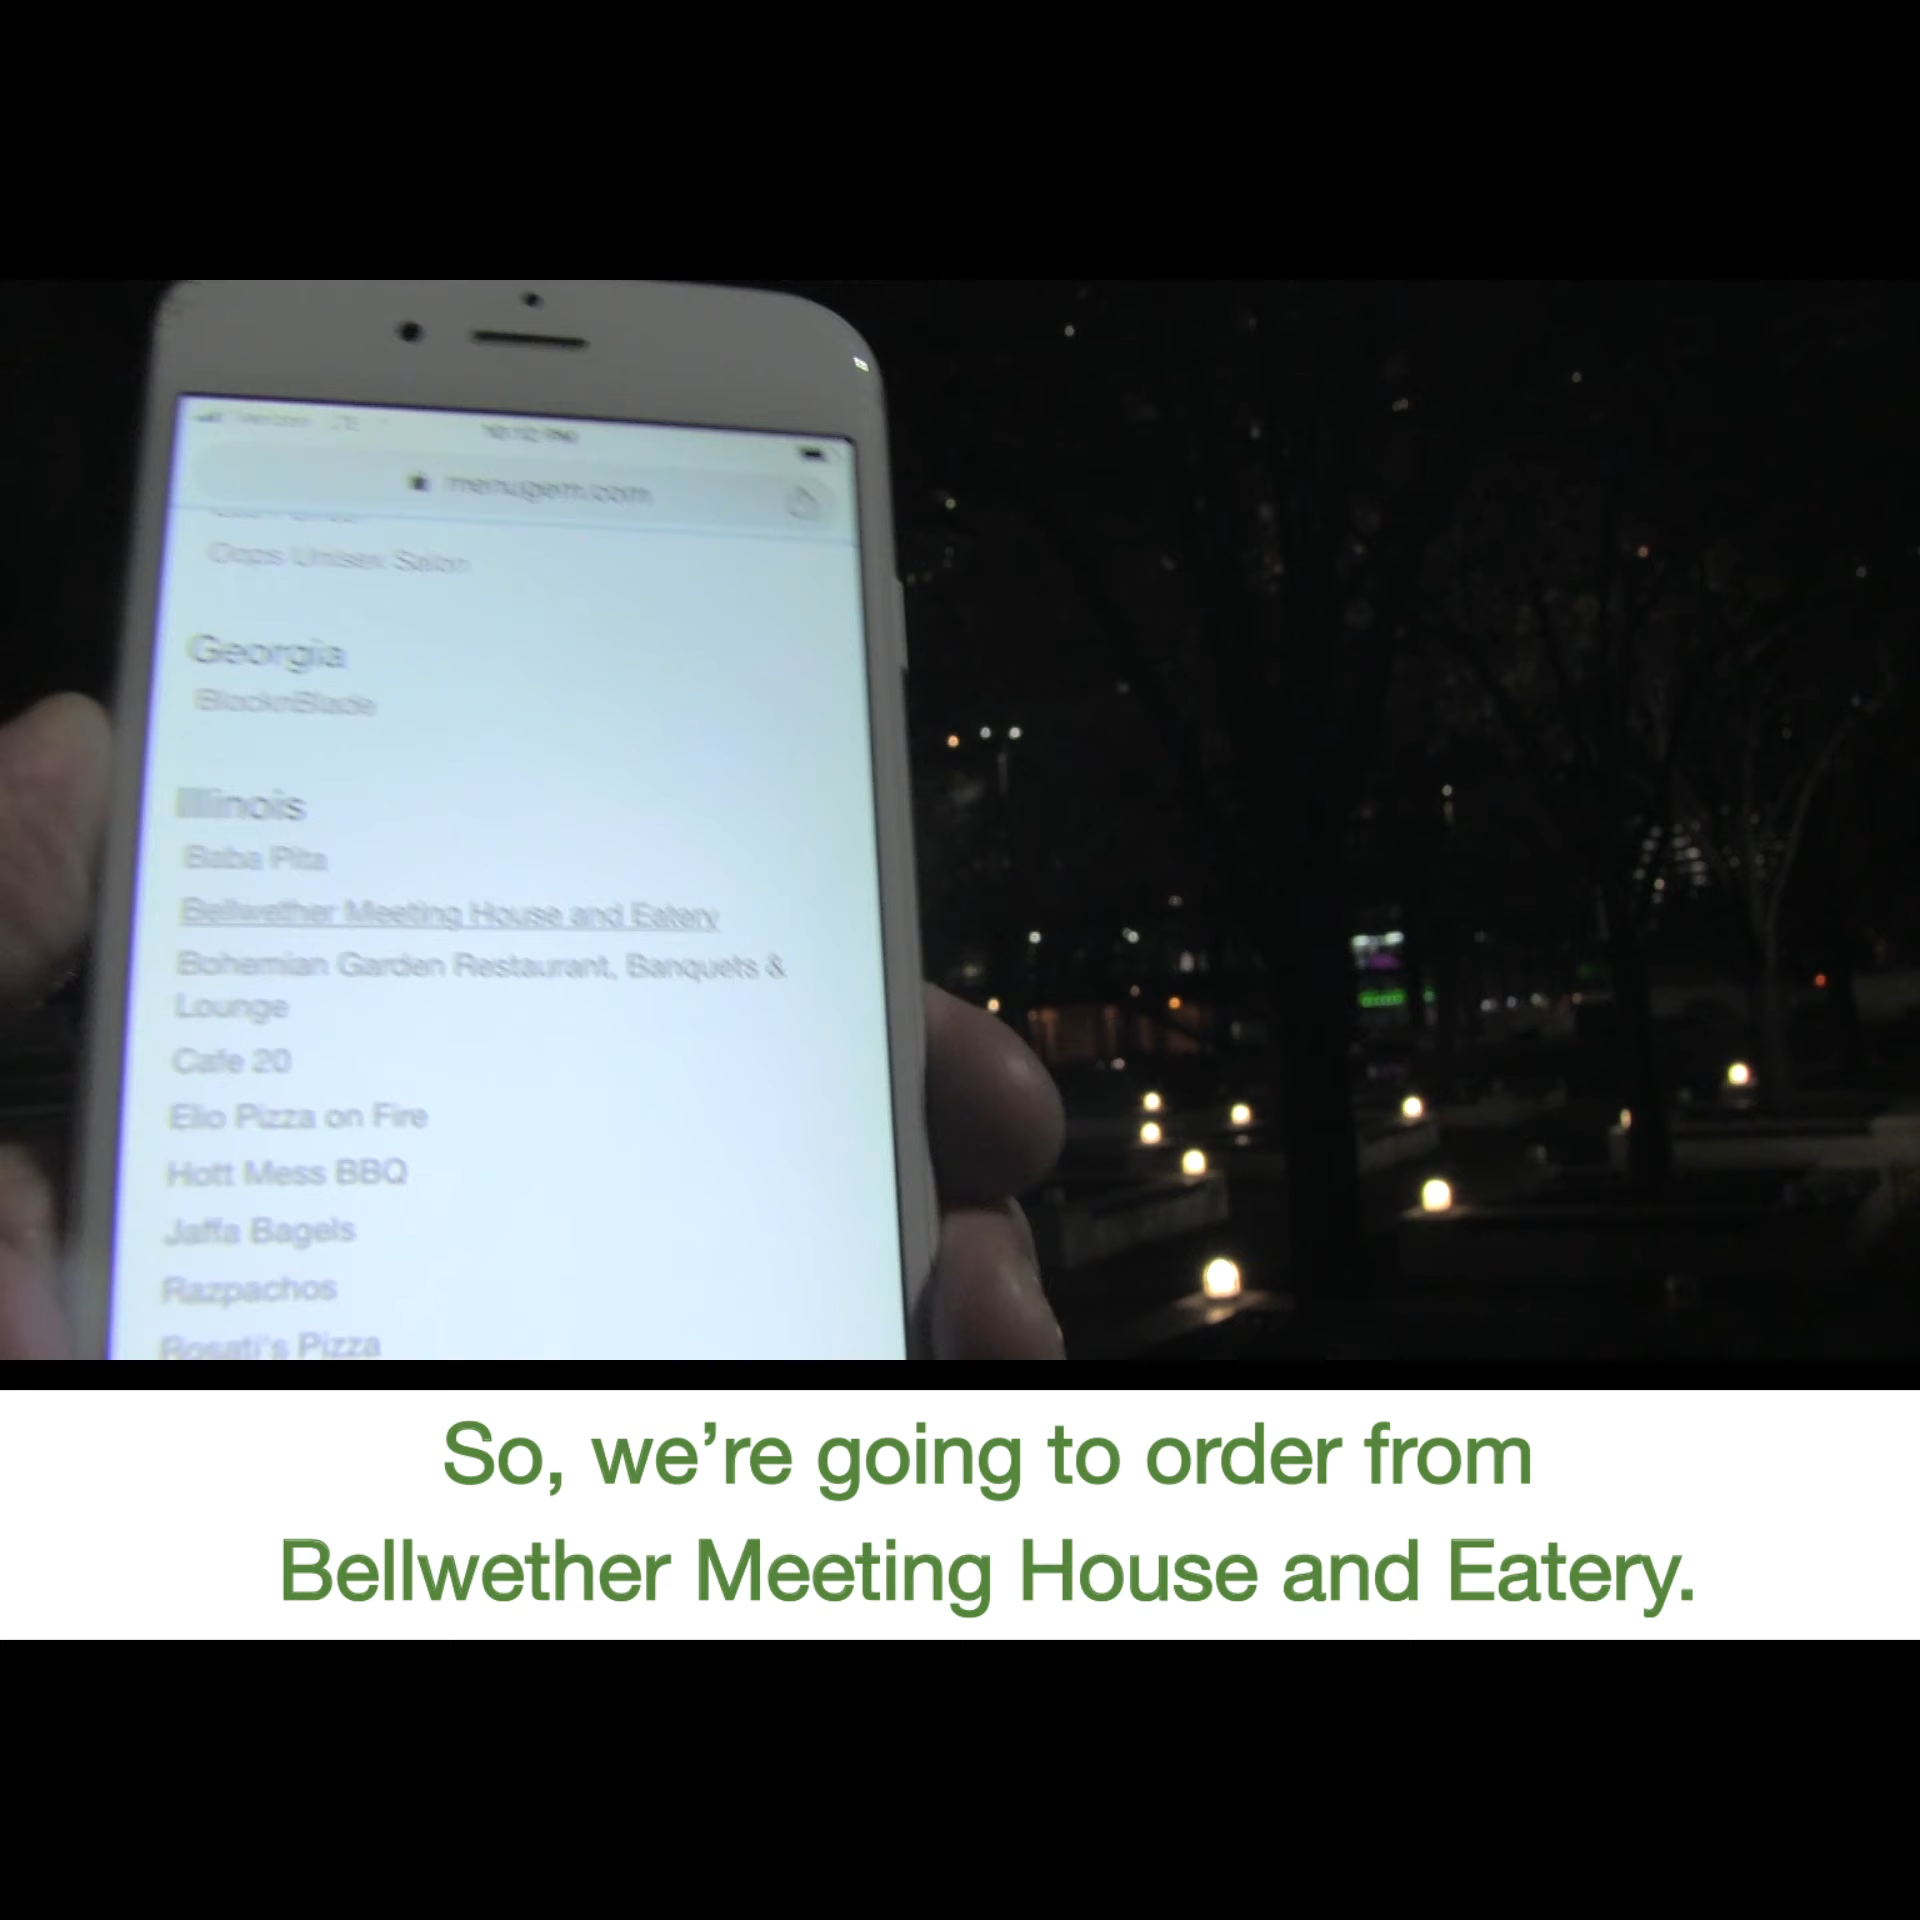 menugem.com
Oops Unisex Salon
Georgia
Illinois
Baba Pita
Bellwether Meeting House and Eatery
Bohemian Garden Restaurant, Banquets &
Lounge
Cafe 20
Elio Pizza on Fire
Hott Mess BBQ
Jaffa Bagels
Razpachos
Rosati's Pizza
So, we’re going to order from
Bellwether Meeting House and Eatery.